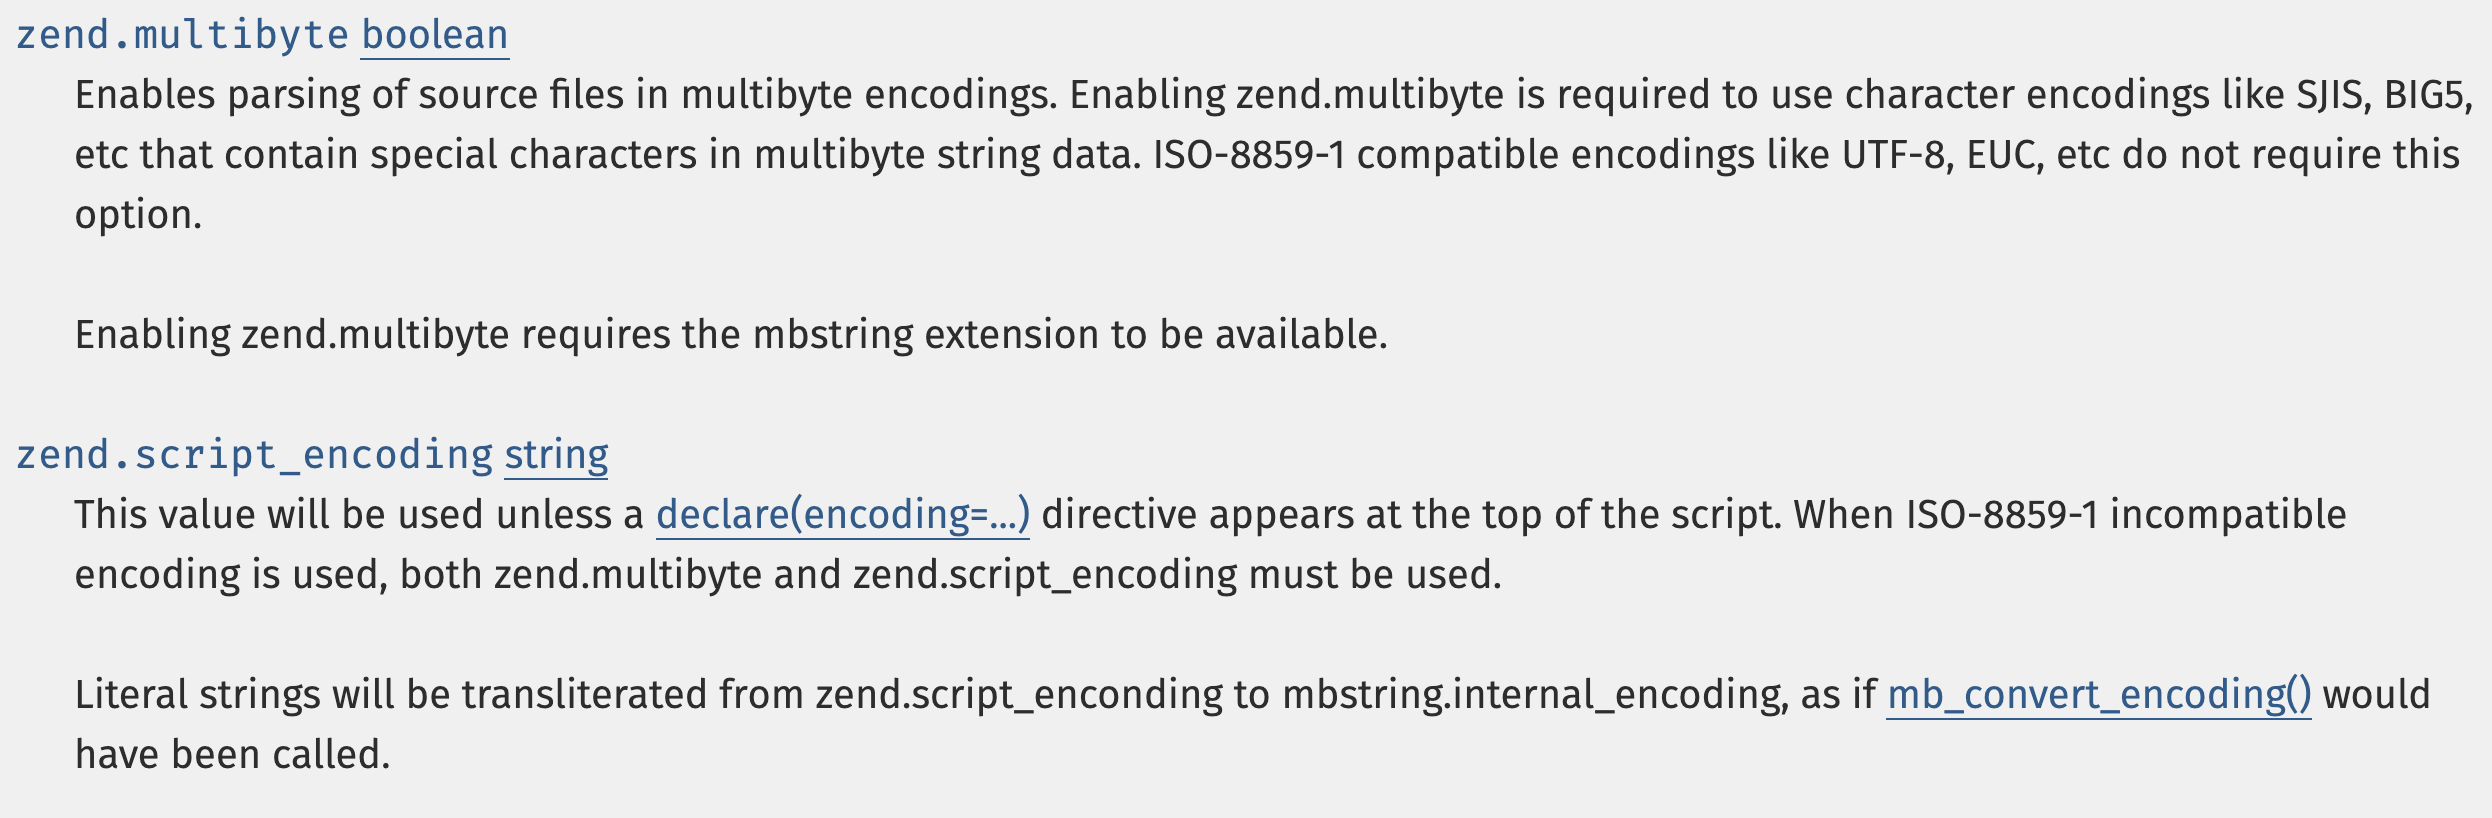 zend.multibyte boolean
Enables parsing of source files in multibyte encodings. Enabling zend.multibyte is required to use character encodings like SJIS, BIG5,
etc that contain special characters in multibyte string data. ISO-8859-1 compatible encodings like UTF-8, EUC, etc do not require this
option.
Enabling zend.multibyte requires the mbstring extension to be available.
zend.script_encoding string
This value will be used unless a declare(encoding=...) directive appears at the top of the script. When ISO-8859-1 incompatible
encoding is used, both zend.multibyte and zend.script_encoding must be used.
Literal strings will be transliterated from zend.script_enconding to mbstring.internal_encoding, as if mb_convert_encoding() would
have been called.